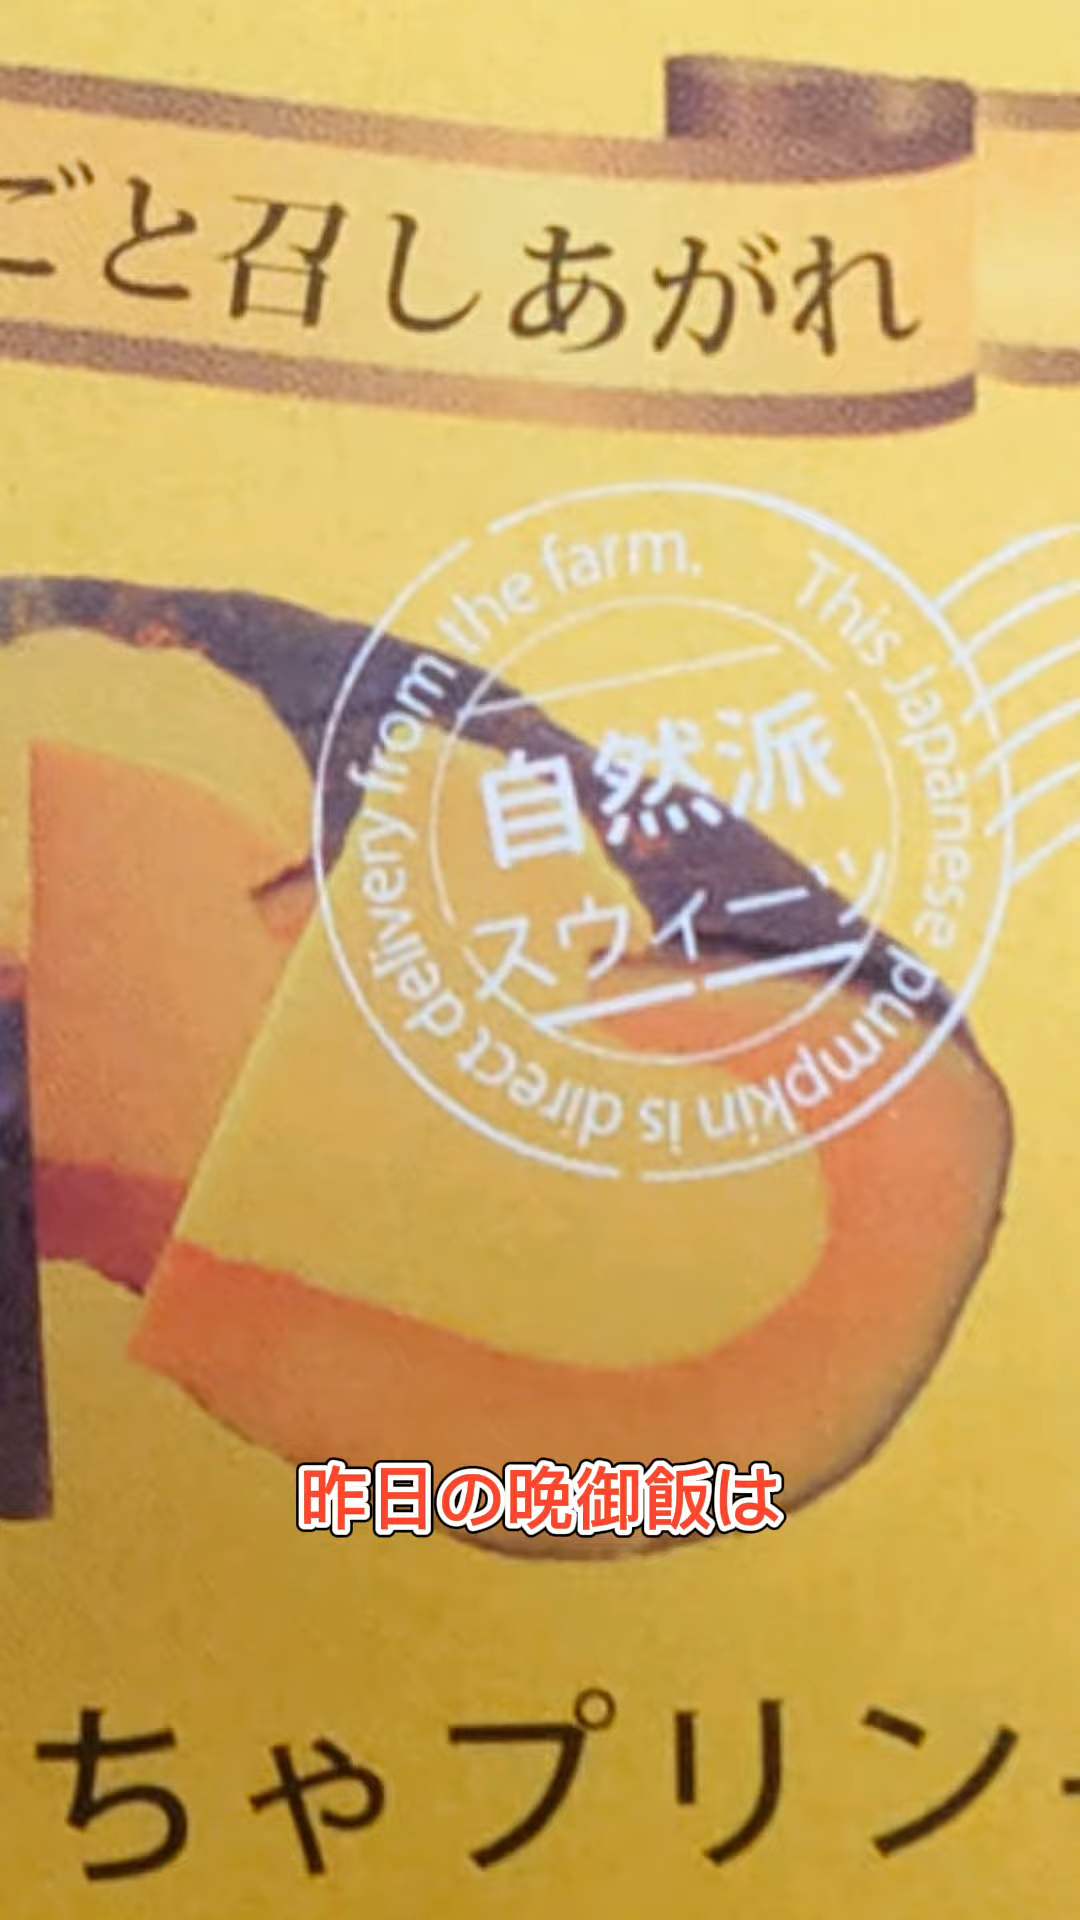 ごと召しあがれ
This Japanese pumpkin is direct delivery from the farm.
自然派
スウィーツ
昨日の晩御飯は
ちゃプリン